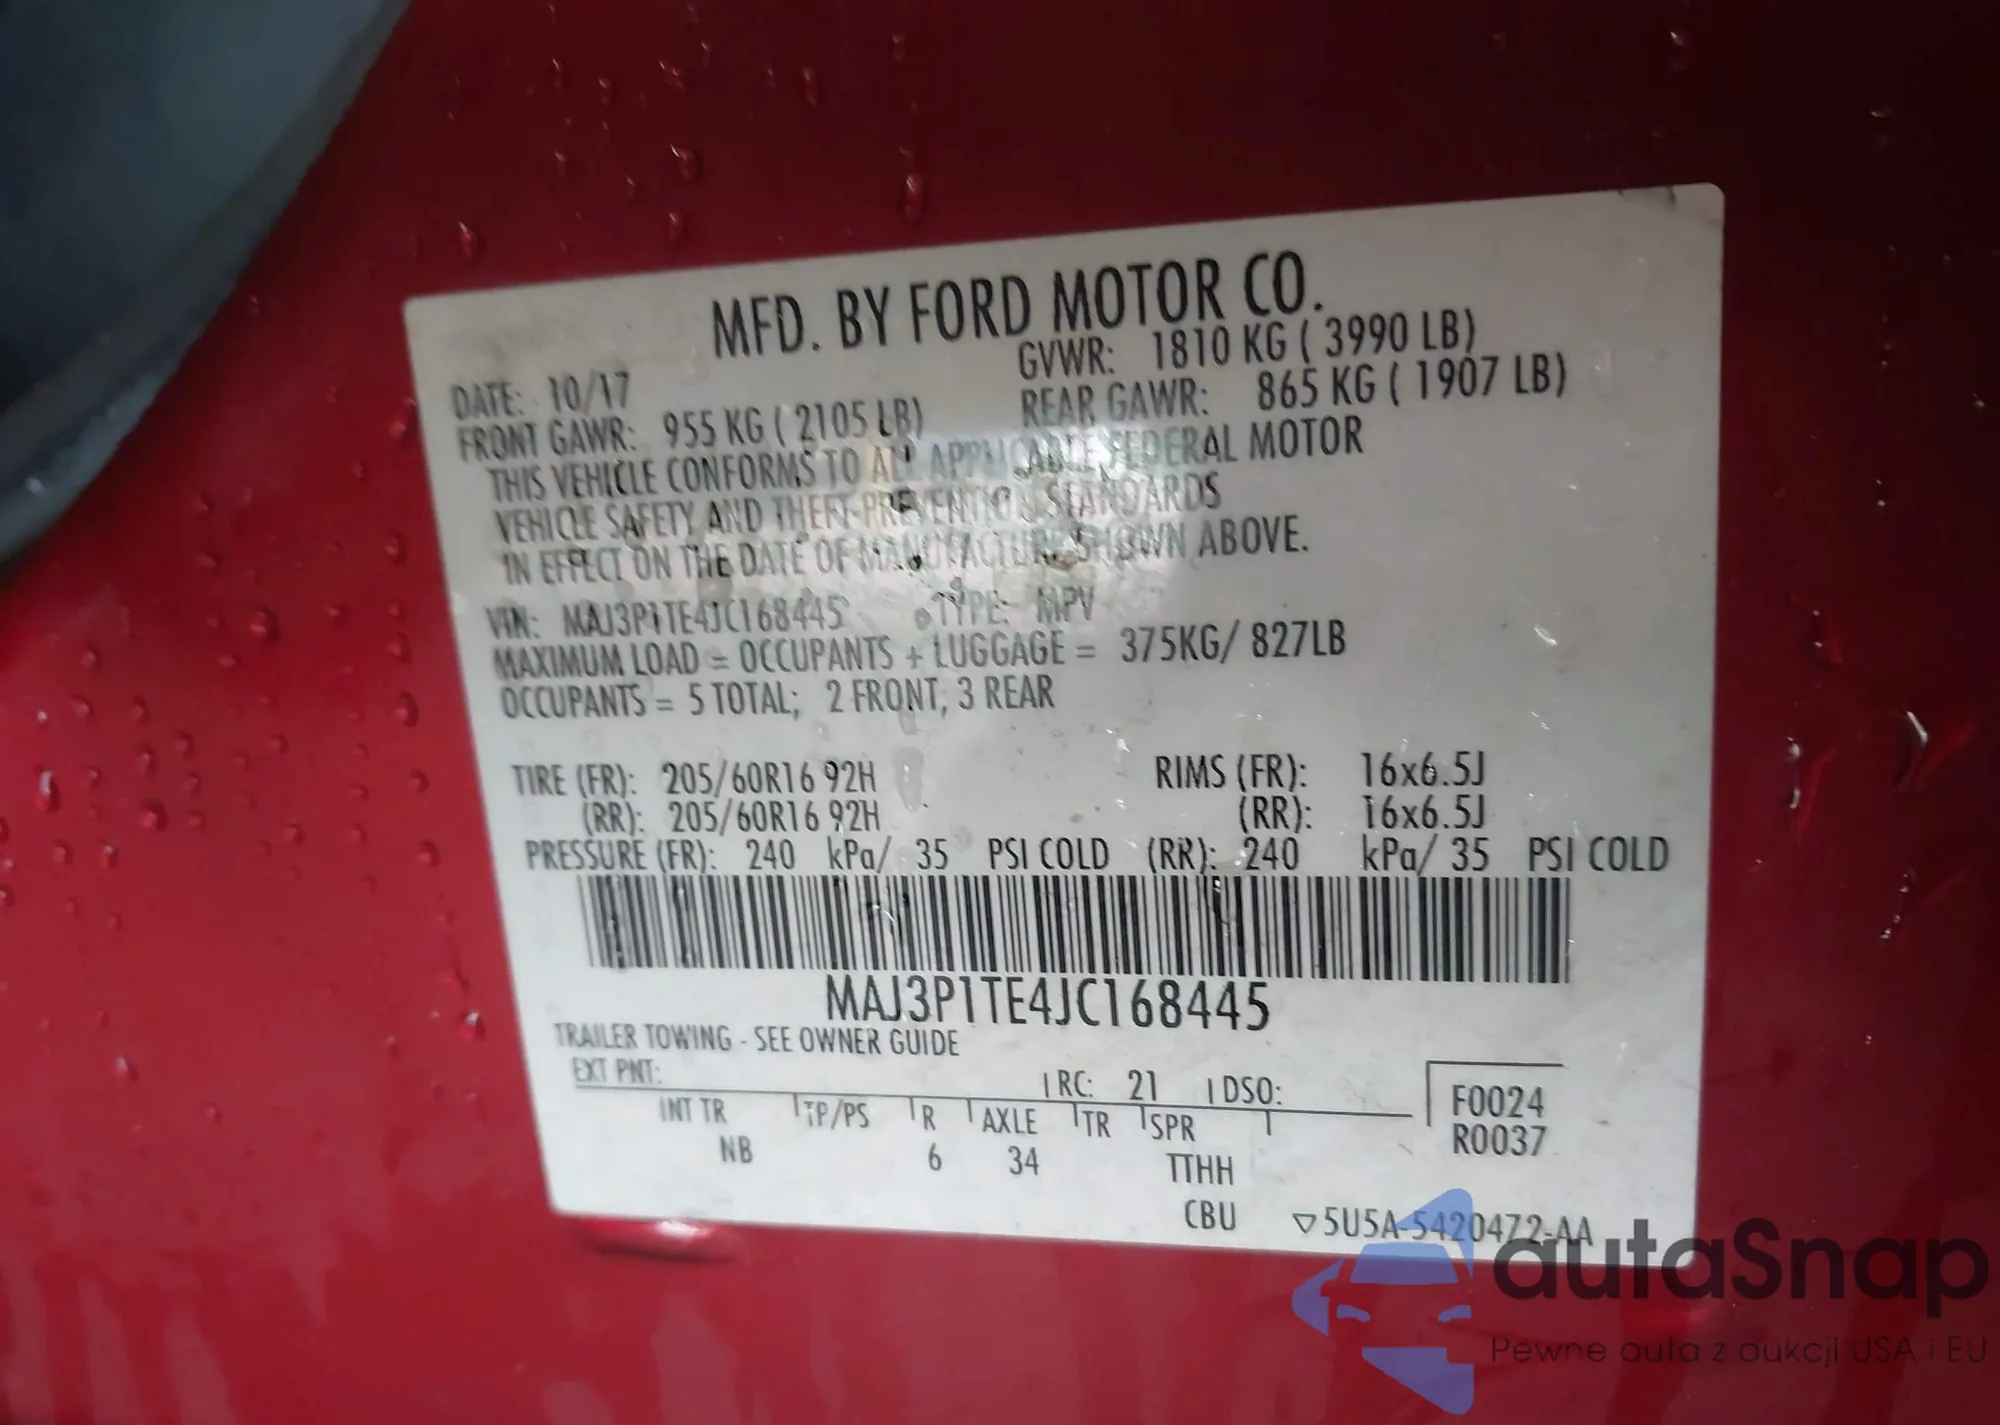 MFD. BY FORD MOTOR CO.
DATE: 10/17 GVWR: 1810 KG ( 3990 LB)
FRONT GAWR: 955 KG ( 2105 LB) REAR GAWR: 865 KG ( 1907 LB)
THIS VEHICLE CONFORMS TO ALL APPLICABLE FEDERAL MOTOR
VEHICLE SAFETY AND THEFT-PREVENTION STANDARDS
IN EFFECT ON THE DATE OF MANUFACTURE SHOWN ABOVE.
VIN: MAJ3P1TE4JC168445 TYPE: MPV
MAXIMUM LOAD = OCCUPANTS + LUGGAGE = 375KG/ 827LB
OCCUPANTS = 5 TOTAL; 2 FRONT, 3 REAR
TIRE (FR): 205/60R16 92H RIMS (FR): 16x6.5J
(RR): 205/60R16 92H (RR): 16x6.5J
PRESSURE (FR): 240 kPa/ 35 PSI COLD (RR): 240 kPa/ 35 PSI COLD
MAJ3P1TE4JC168445
TRAILER TOWING - SEE OWNER GUIDE
EXT PNT: RC: 21 DSO:
INT TR TP/PS R AXLE TR SPR F0024
NB 6 34 TTHH R0037
CBU ▽5U5A-5420472-AA
autaSnap
Pewne auta z aukcji USA i EU